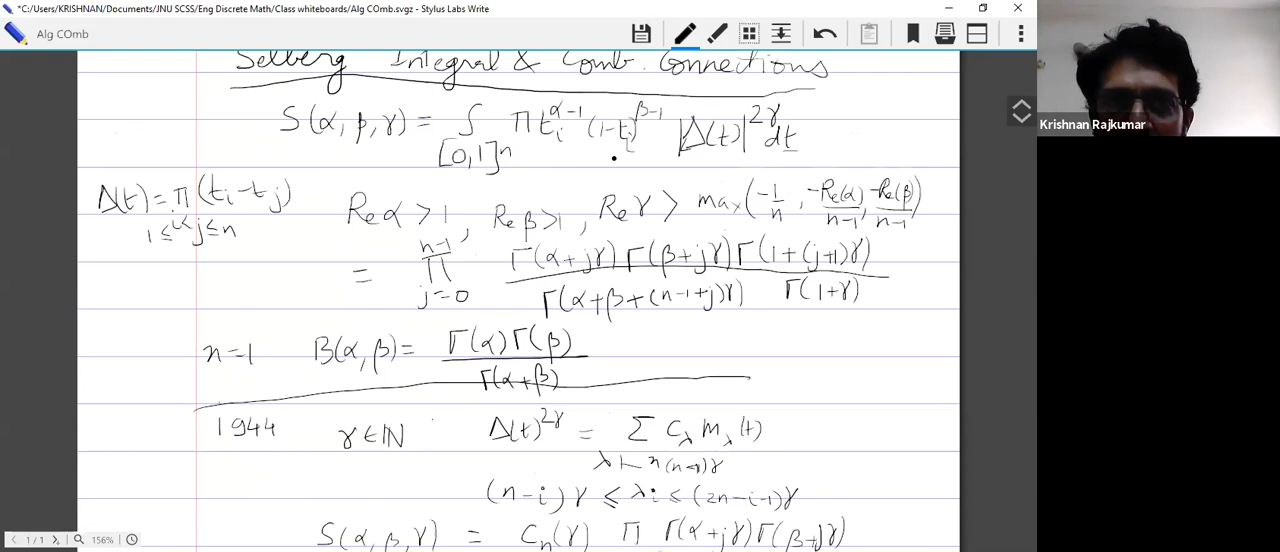 *C:/Users/KRISHNAN/Documents/JNU SCSS/Eng Discrete Math/Class whiteboards/Alg COmb.svgz - Stylus Labs Write
Alg COmb
Krishnan Rajkumar
Selberg Integral & Comb. Connections
S(α, β, γ) = ∫_{[0,1]^n} Π t_i^{α-1} (1-t_i)^{β-1} |Δ(t)|^{2γ} dt
Δ(t) = Π_{1≤i<j≤n} (t_i - t_j)
Re α > 1, Re β > 1, Re γ > max(-1/n, -Re(α)/(n-1), -Re(β)/(n-1))
= Π_{j=0}^{n-1} Γ(α+jγ) Γ(β+jγ) Γ(1+(j+1)γ) / Γ(α+β+(n-1+j)γ) Γ(1+γ)
n=1 B(α, β) = Γ(α)Γ(β) / Γ(α+β)
1944 γ ∈ ℕ Δ(t)^{2γ} = Σ_{λ ⊢ n(n-1)γ} c_λ m_λ(t)
(n-i)γ ≤ λ_i ≤ (2n-i-1)γ
S(α, β, γ) = C_n(γ) Π Γ(α+jγ)Γ(β+jγ)
1 / 1
156%